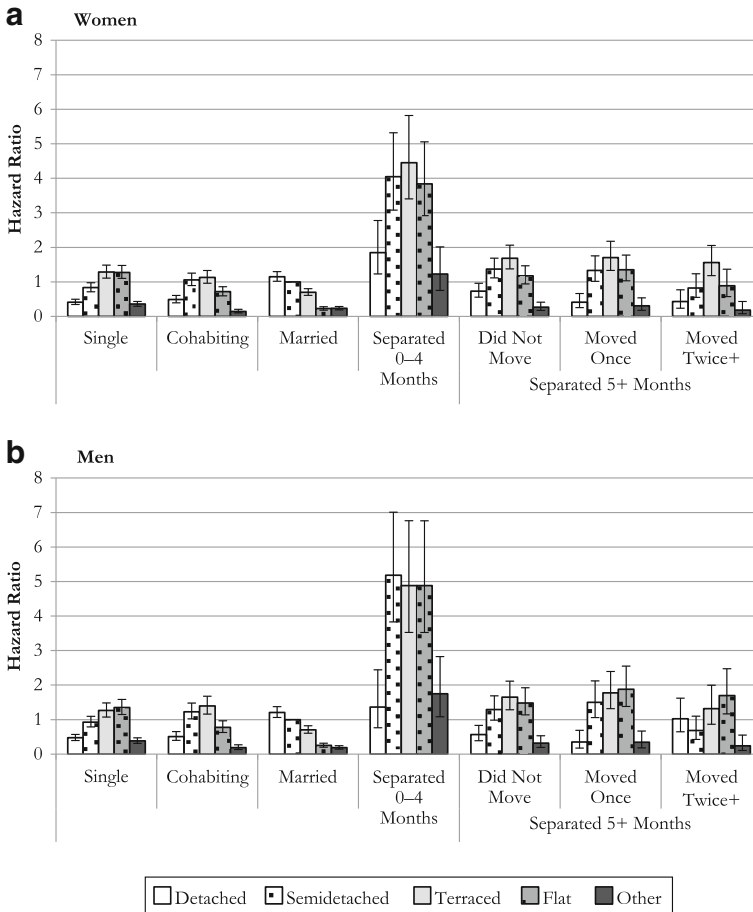 a Women
8
7
6
5
4
3
2
1
0
Hazard Ratio
Single Cohabiting Married Separated Did Not Moved Moved
0–4 Move Once Twice+
Months Separated 5+ Months
b Men
8
7
6
5
4
3
2
1
0
Hazard Ratio
Single Cohabiting Married Separated Did Not Moved Moved
0–4 Move Once Twice+
Months Separated 5+ Months
Detached Semidetached Terraced Flat Other